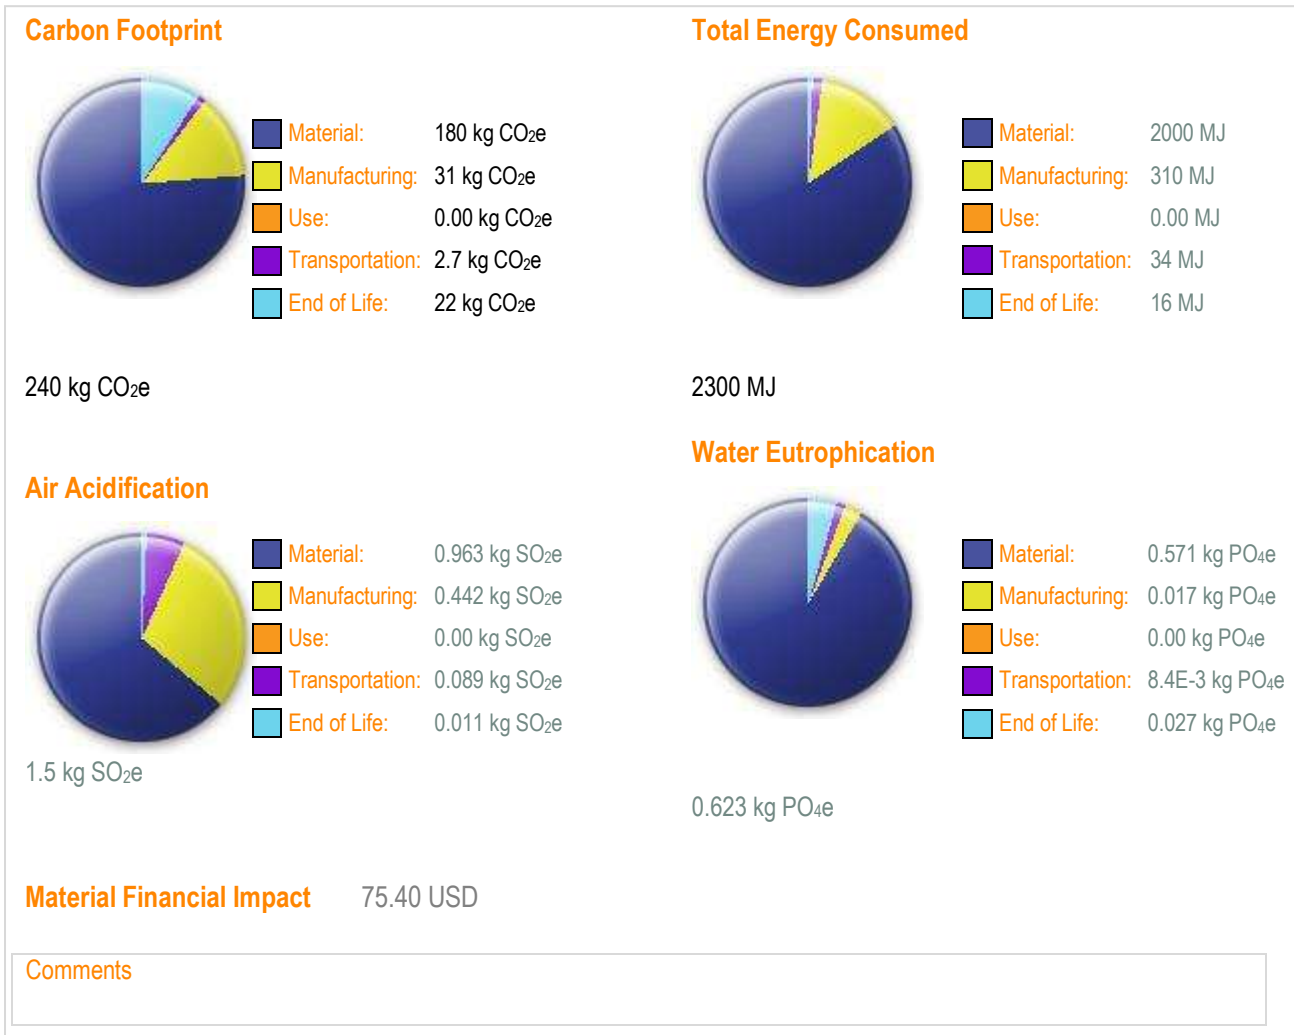 Carbon Footprint
Material: 180 kg CO2e
Manufacturing: 31 kg CO2e
Use: 0.00 kg CO2e
Transportation: 2.7 kg CO2e
End of Life: 22 kg CO2e
240 kg CO2e
Total Energy Consumed
Material: 2000 MJ
Manufacturing: 310 MJ
Use: 0.00 MJ
Transportation: 34 MJ
End of Life: 16 MJ
2300 MJ
Air Acidification
Material: 0.963 kg SO2e
Manufacturing: 0.442 kg SO2e
Use: 0.00 kg SO2e
Transportation: 0.089 kg SO2e
End of Life: 0.011 kg SO2e
1.5 kg SO2e
Water Eutrophication
Material: 0.571 kg PO4e
Manufacturing: 0.017 kg PO4e
Use: 0.00 kg PO4e
Transportation: 8.4E-3 kg PO4e
End of Life: 0.027 kg PO4e
0.623 kg PO4e
Material Financial Impact 75.40 USD
Comments